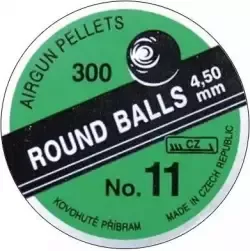 AIRGUN PELLETS
300
4,50
mm
ROUND BALLS
CZ
No. 11
KOVOHUTĚ PŘÍBRAM
MADE IN CZECH REPUBLIC